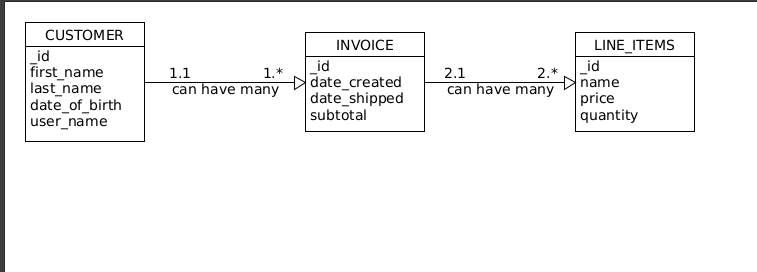 CUSTOMER
_id
first_name
last_name
date_of_birth
user_name
1.1
1.*
can have many
INVOICE
_id
date_created
date_shipped
subtotal
2.1
2.*
can have many
LINE_ITEMS
_id
name
price
quantity